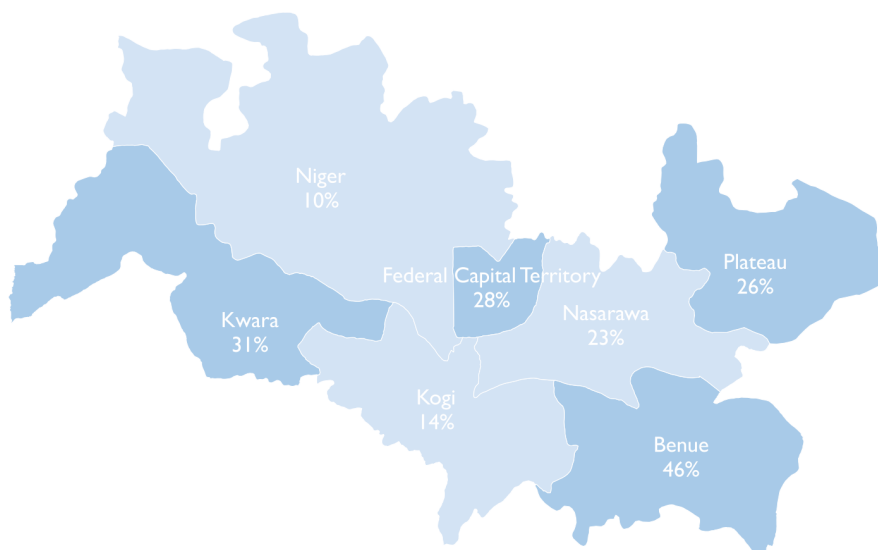 Niger
10%
Federal Capital Territory
28%
Plateau
26%
Kwara
31%
Nasarawa
23%
Kogi
14%
Benue
46%